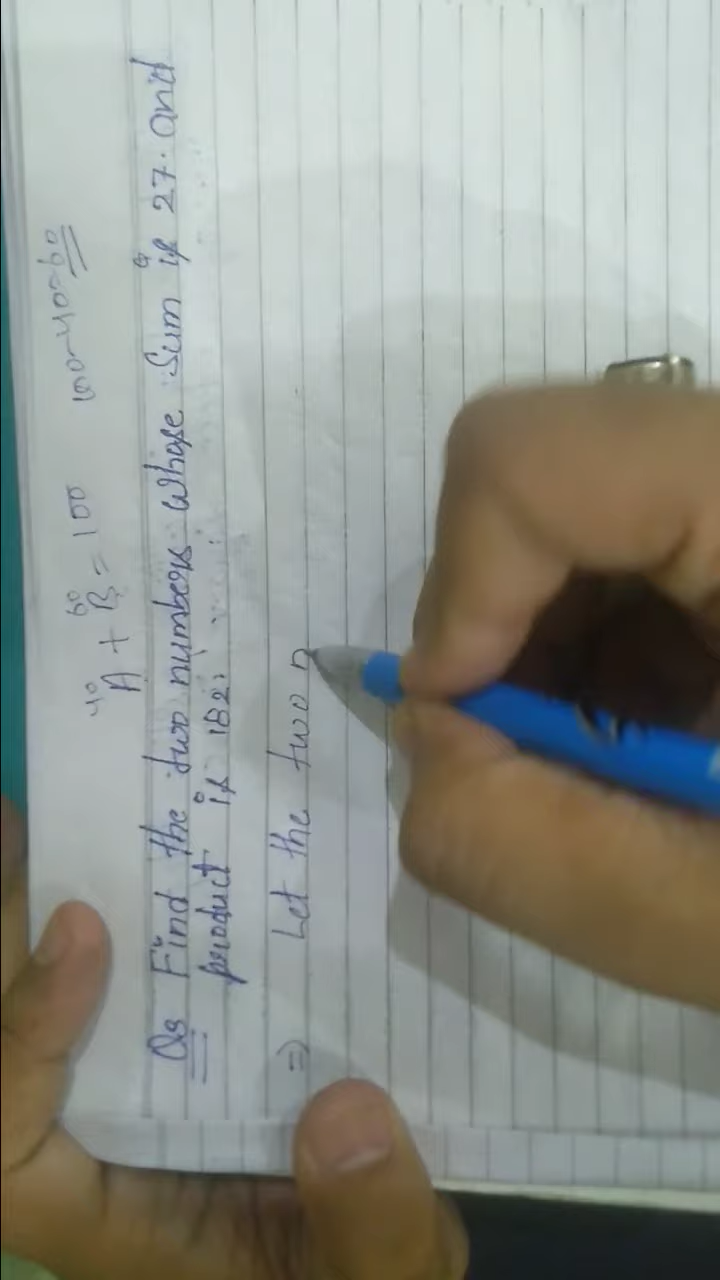 40 60
A + B = 100 100-40=60
Qs Find the two numbers whose sum is 27. and
product is 182.
=) Let the two n